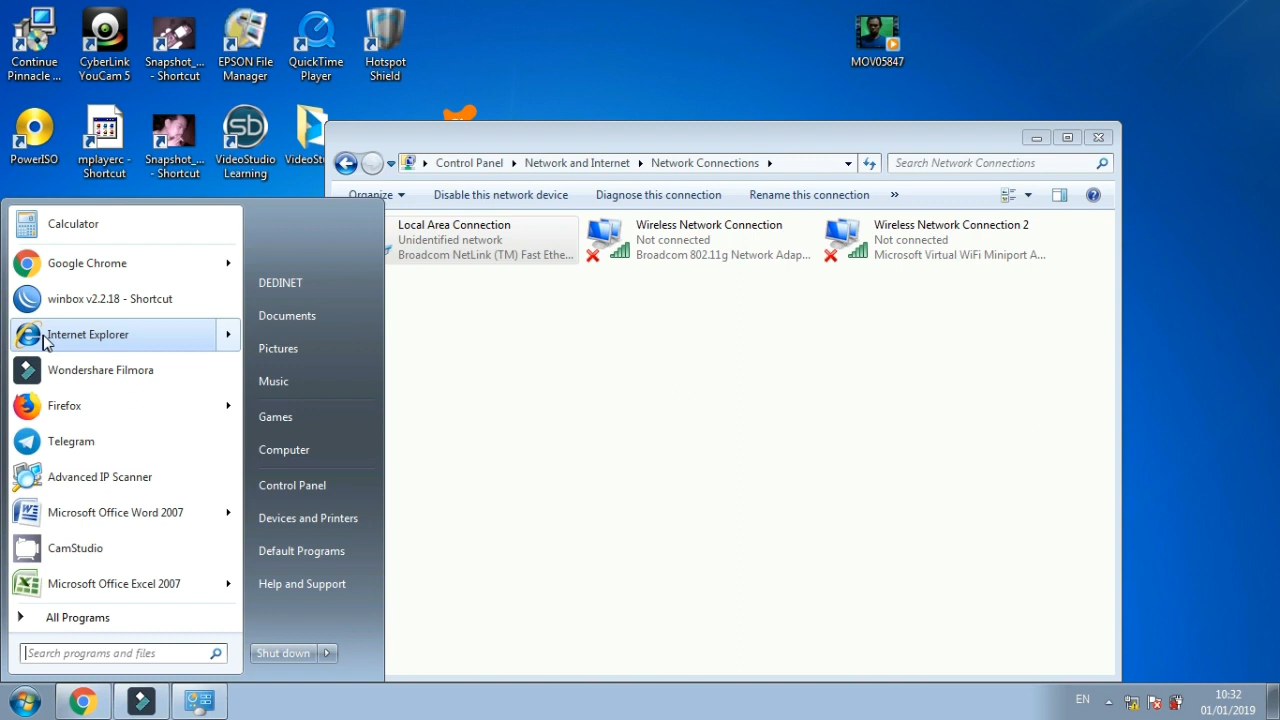 Continue Pinnacle ...
CyberLink YouCam 5
Snapshot_... - Shortcut
EPSON File Manager
QuickTime Player
Hotspot Shield
MOV05847
PowerISO
mplayerc - Shortcut
Snapshot_... - Shortcut
VideoStudio Learning
VideoStu
Control Panel
Network and Internet
Network Connections
Search Network Connections
Organize
Disable this network device
Diagnose this connection
Rename this connection
»
Local Area Connection
Unidentified network
Broadcom NetLink (TM) Fast Ethe...
Wireless Network Connection
Not connected
Broadcom 802.11g Network Adap...
Wireless Network Connection 2
Not connected
Microsoft Virtual WiFi Miniport A...
Calculator
Google Chrome
winbox v2.2.18 - Shortcut
Internet Explorer
Wondershare Filmora
Firefox
Telegram
Advanced IP Scanner
Microsoft Office Word 2007
CamStudio
Microsoft Office Excel 2007
All Programs
Search programs and files
DEDINET
Documents
Pictures
Music
Games
Computer
Control Panel
Devices and Printers
Default Programs
Help and Support
Shut down
EN
10:32
01/01/2019